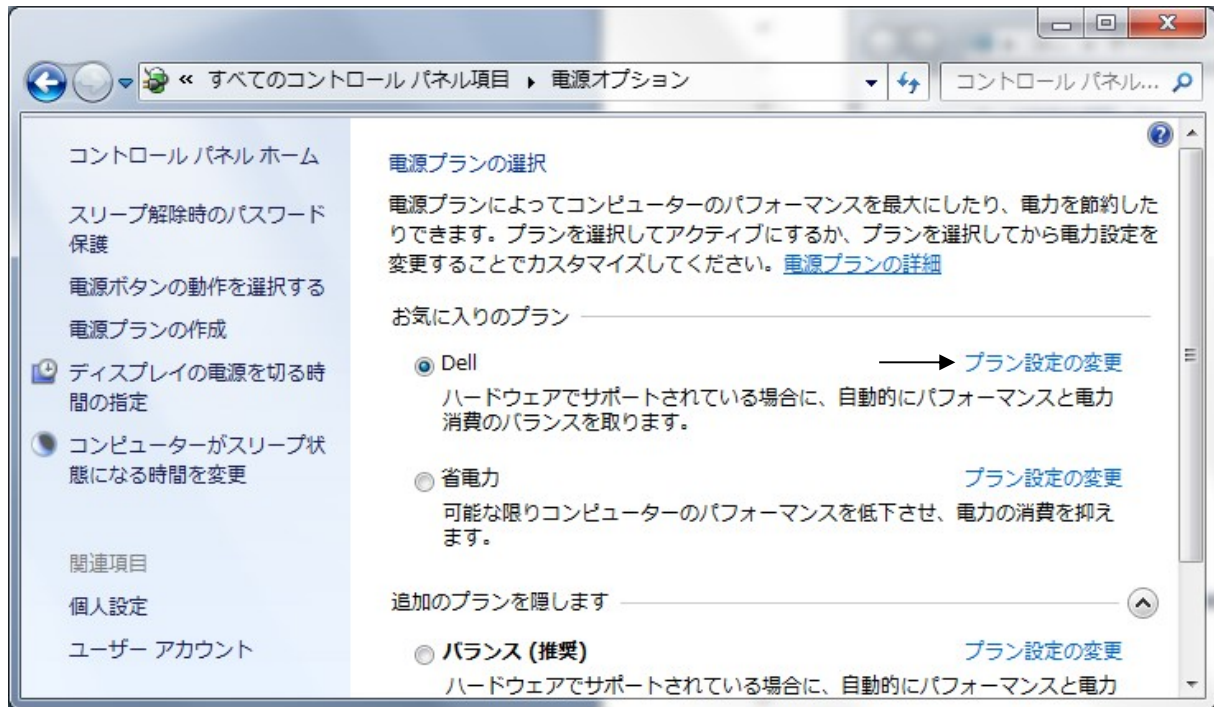 « すべてのコントロール パネル項目 ▸ 電源オプション
コントロール パネル...
コントロール パネル ホーム
スリープ解除時のパスワード
保護
電源ボタンの動作を選択する
電源プランの作成
ディスプレイの電源を切る時
間の指定
コンピューターがスリープ状
態になる時間を変更
関連項目
個人設定
ユーザー アカウント
電源プランの選択
電源プランによってコンピューターのパフォーマンスを最大にしたり、電力を節約した
りできます。プランを選択してアクティブにするか、プランを選択してから電力設定を
変更することでカスタマイズしてください。電源プランの詳細
お気に入りのプラン
Dell プラン設定の変更
ハードウェアでサポートされている場合に、自動的にパフォーマンスと電力
消費のバランスを取ります。
省電力 プラン設定の変更
可能な限りコンピューターのパフォーマンスを低下させ、電力の消費を抑え
ます。
追加のプランを隠します
バランス (推奨) プラン設定の変更
ハードウェアでサポートされている場合に、自動的にパフォーマンスと電力